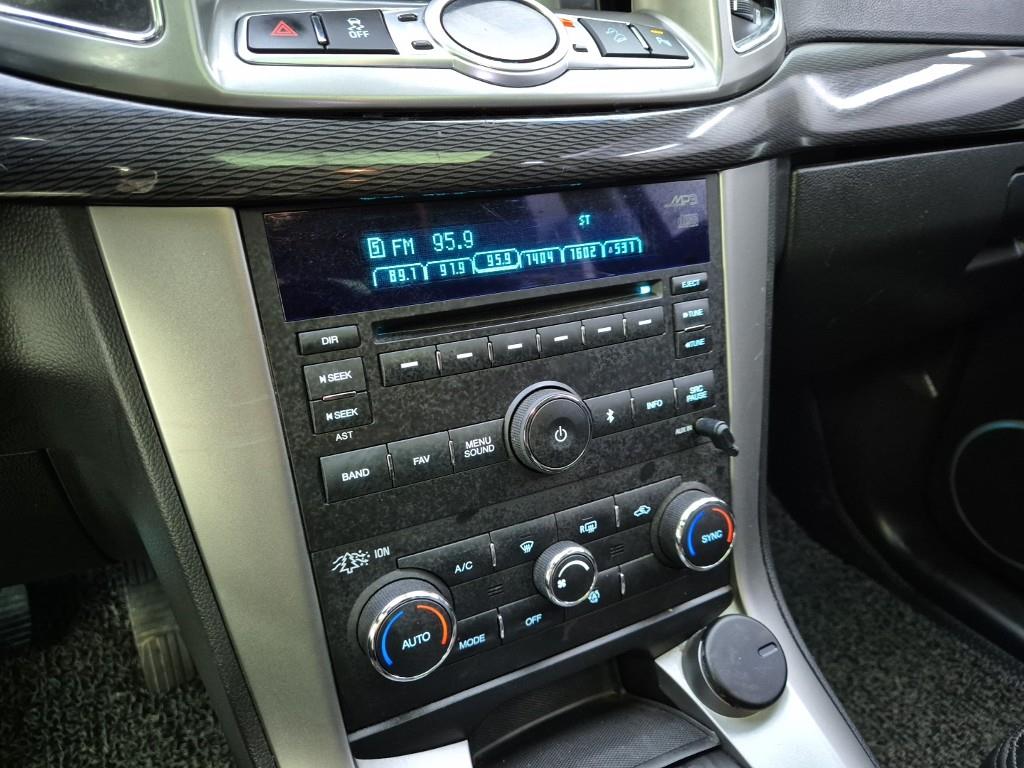 OFF
MP3
ST
5 FM 95.9
89.1 91.9 95.9 1404 1602 531
EJECT
DIR
TUNE
TUNE
SEEK
SEEK
AST
SRC
PAUSE
INFO
AUX IN
MENU
SOUND
FAV
BAND
R
ION
A/C
SYNC
AUTO
MODE
OFF